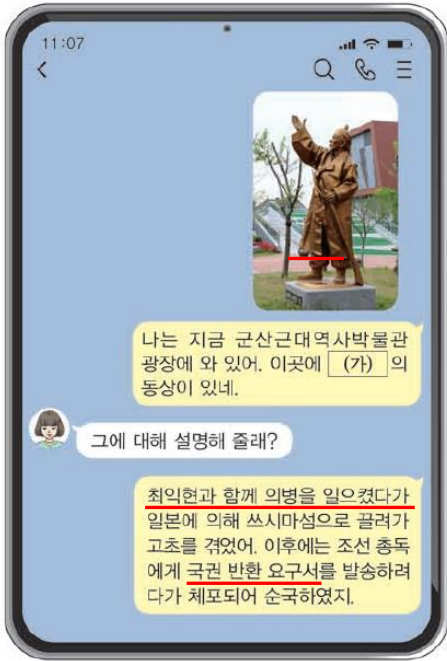 11:07
나는 지금 군산근대역사박물관
광장에 와 있어. 이곳에 (가) 의
동상이 있네.
그에 대해 설명해 줄래?
최익현과 함께 의병을 일으켰다가
일본에 의해 쓰시마섬으로 끌려가
고초를 겪었어. 이후에는 조선 총독
에게 국권 반환 요구서를 발송하려
다가 체포되어 순국하였지.